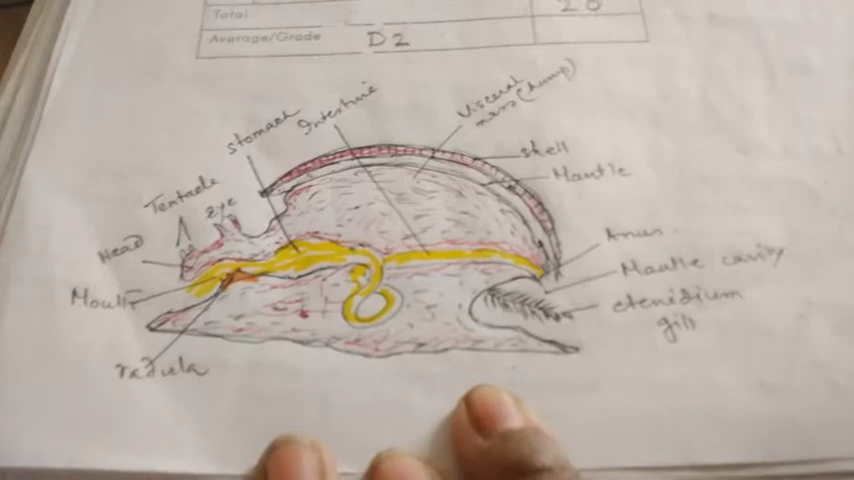 Total 20
Average/Grade D2
Visceral
mass (hump)
Intestine
stomach
shell
Mantle
Tentacle
Eye
Head
Anus
Mantle cavity
Mouth
ctenidium
gill
radula